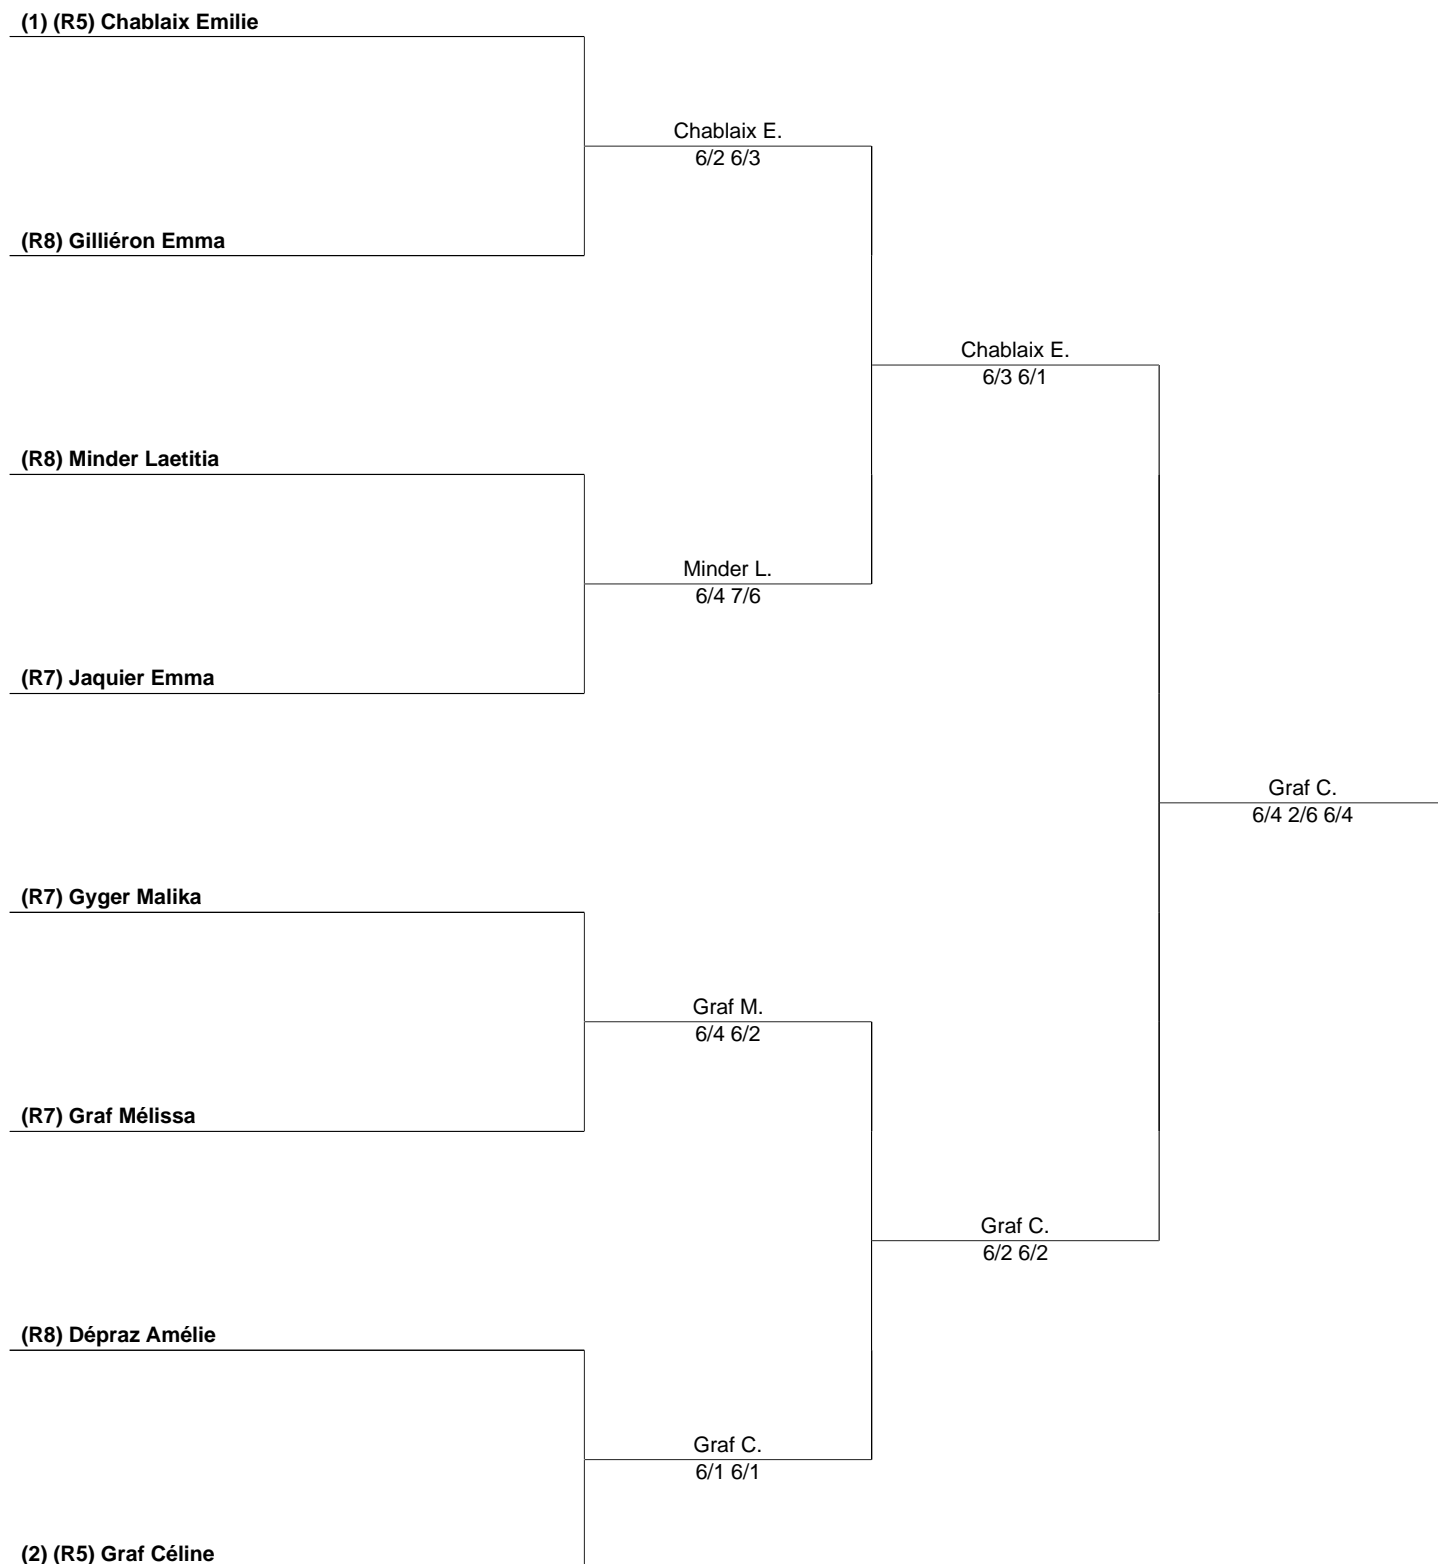 (1) (R5) Chablaix Emilie
Chablaix E.
6/2 6/3
(R8) Gilliéron Emma
Chablaix E.
6/3 6/1
(R8) Minder Laetitia
Minder L.
6/4 7/6
(R7) Jaquier Emma
Graf C.
6/4 2/6 6/4
(R7) Gyger Malika
Graf M.
6/4 6/2
(R7) Graf Mélissa
Graf C.
6/2 6/2
(R8) Dépraz Amélie
Graf C.
6/1 6/1
(2) (R5) Graf Céline